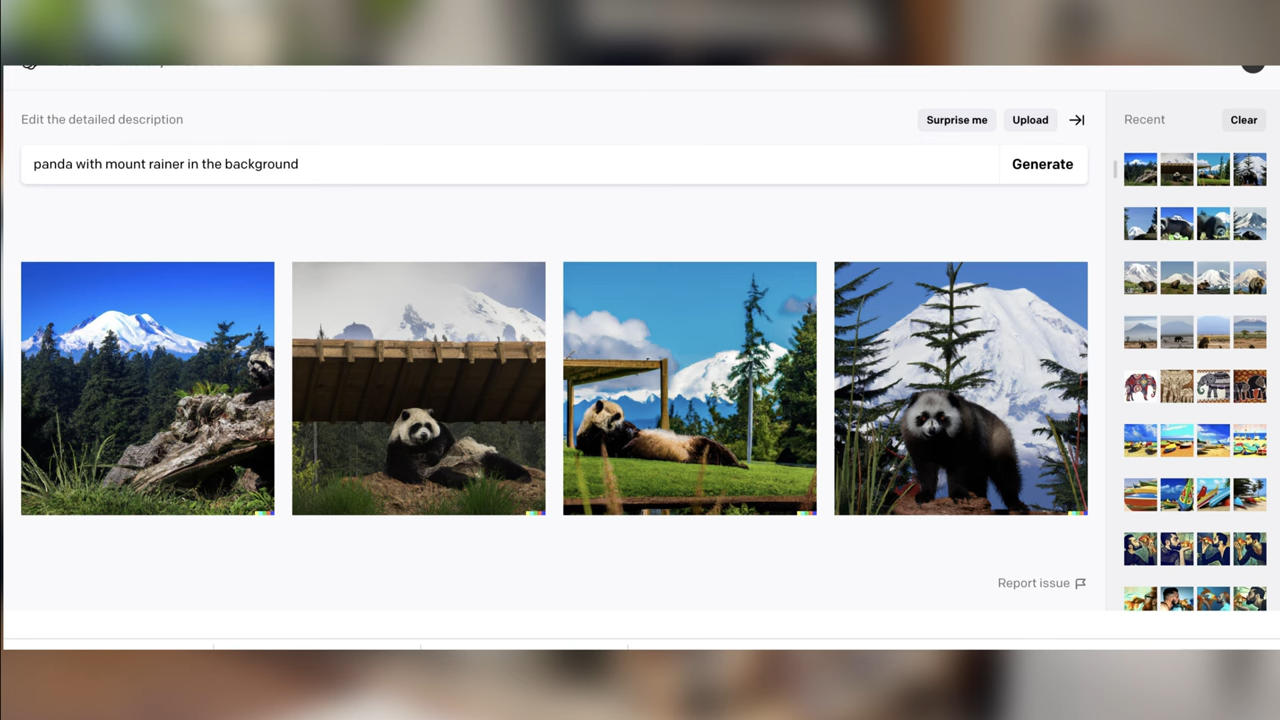 Edit the detailed description
Surprise me
Upload
Recent
Clear
panda with mount rainer in the background
Generate
Report issue